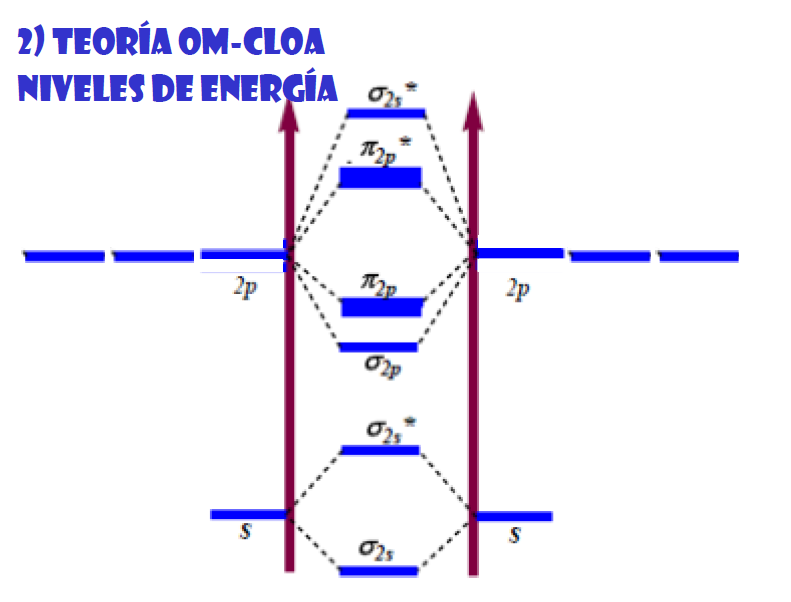 2) TEORÍA OM-CLOA
NIVELES DE ENERGÍA
σ2s*
π2p*
2p
π2p
2p
σ2p
σ2s*
s
s
σ2s